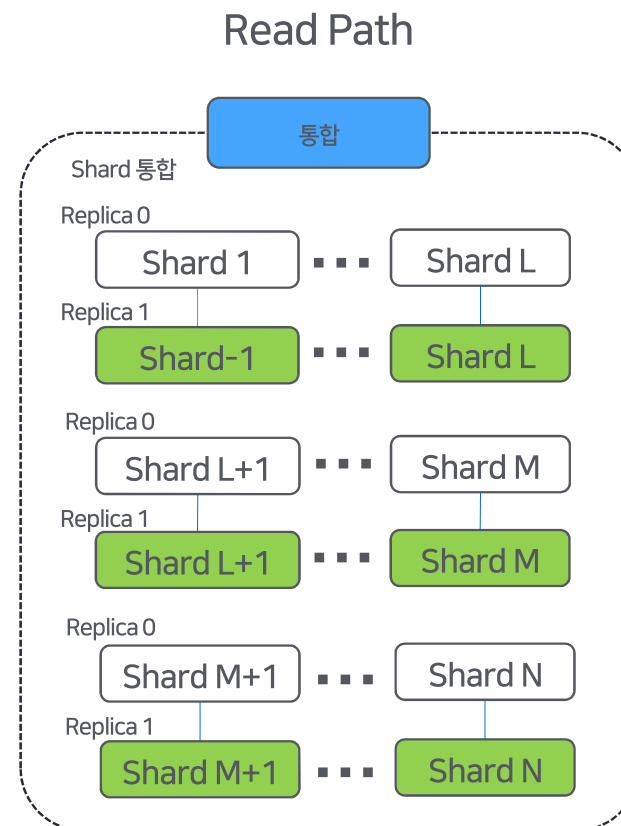 Read Path
통합
Shard 통합
Replica 0
Shard 1
Shard L
Replica 1
Shard-1
Shard L
Replica 0
Shard L+1
Shard M
Replica 1
Shard L+1
Shard M
Replica 0
Shard M+1
Shard N
Replica 1
Shard M+1
Shard N